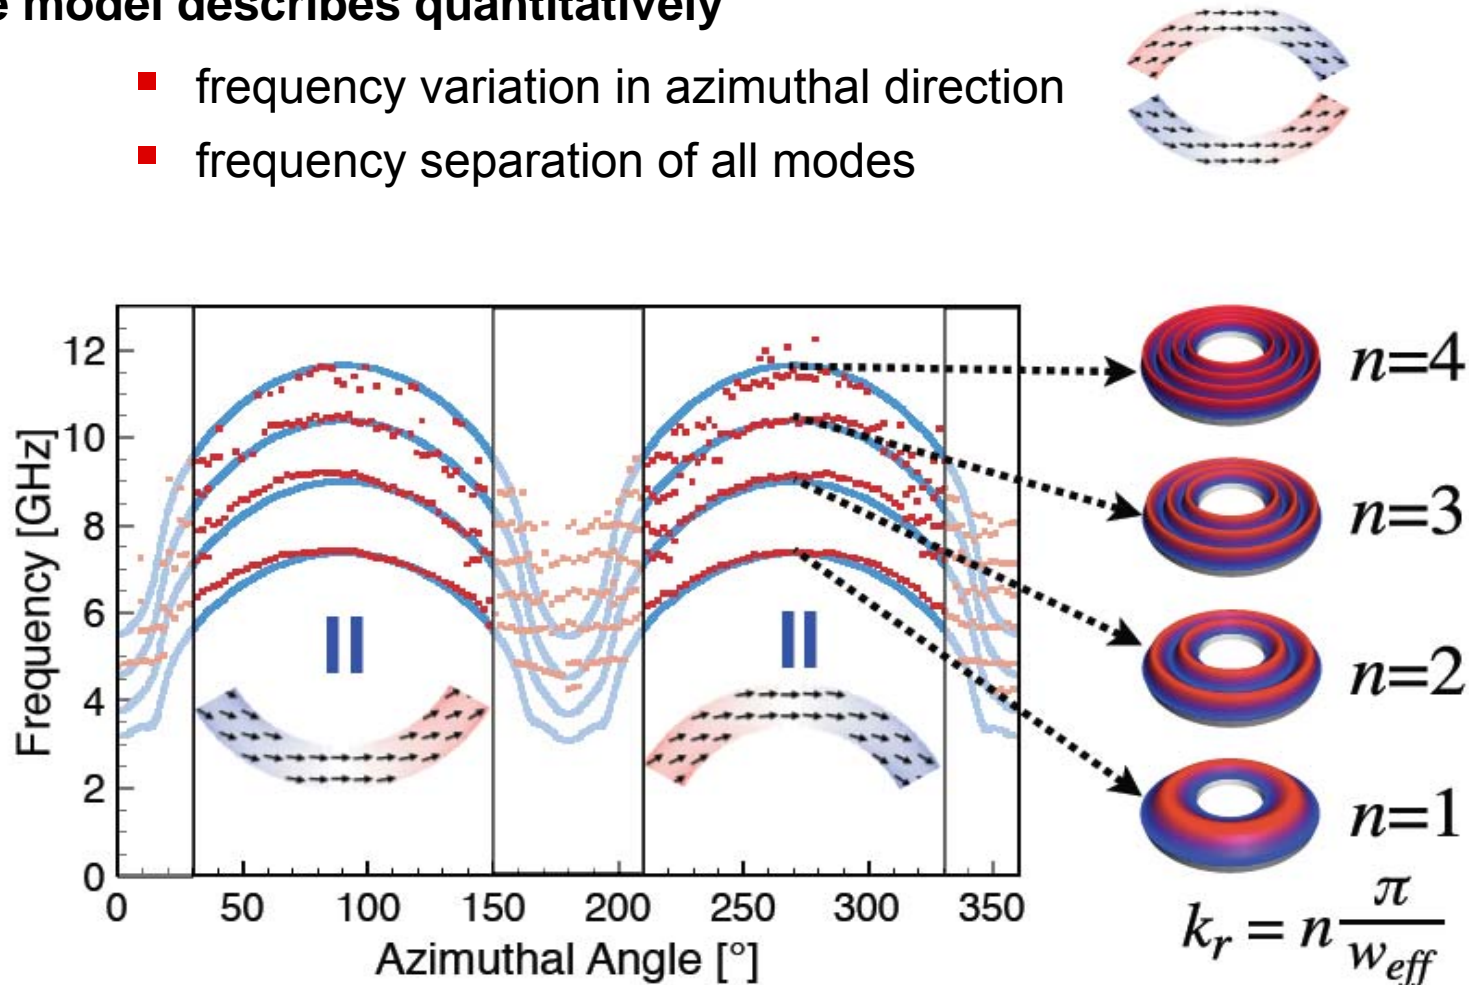 e model describes quantitatively
frequency variation in azimuthal direction
frequency separation of all modes
12
10
8
6
4
2
0
Frequency [GHz]
II
II
0 50 100 150 200 250 300 350
Azimuthal Angle [°]
n=4
n=3
n=2
n=1
k_r = n π/w_eff